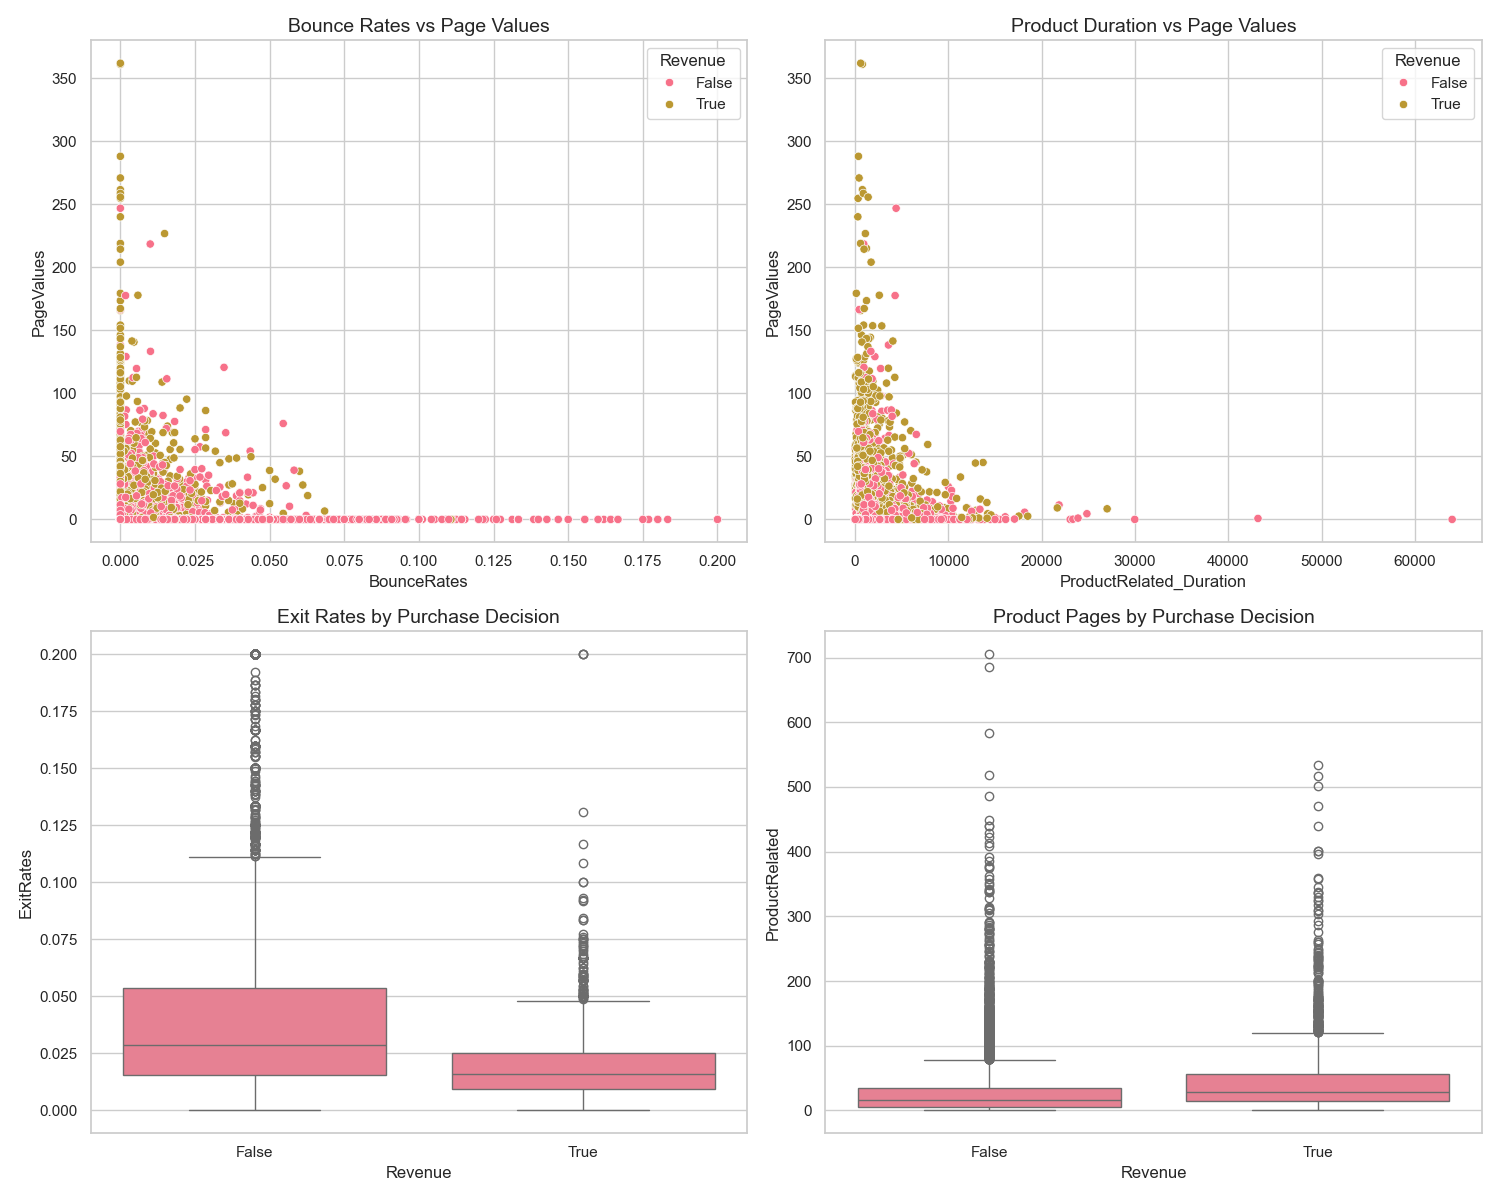 Bounce Rates vs Page Values
Revenue
False
True
350
300
250
200
150
100
50
0
PageValues
0.000 0.025 0.050 0.075 0.100 0.125 0.150 0.175 0.200
BounceRates
Product Duration vs Page Values
Revenue
False
True
350
300
250
200
150
100
50
0
PageValues
0 10000 20000 30000 40000 50000 60000
ProductRelated_Duration
Exit Rates by Purchase Decision
0.200
0.175
0.150
0.125
0.100
0.075
0.050
0.025
0.000
ExitRates
False True
Revenue
Product Pages by Purchase Decision
700
600
500
400
300
200
100
0
ProductRelated
False True
Revenue